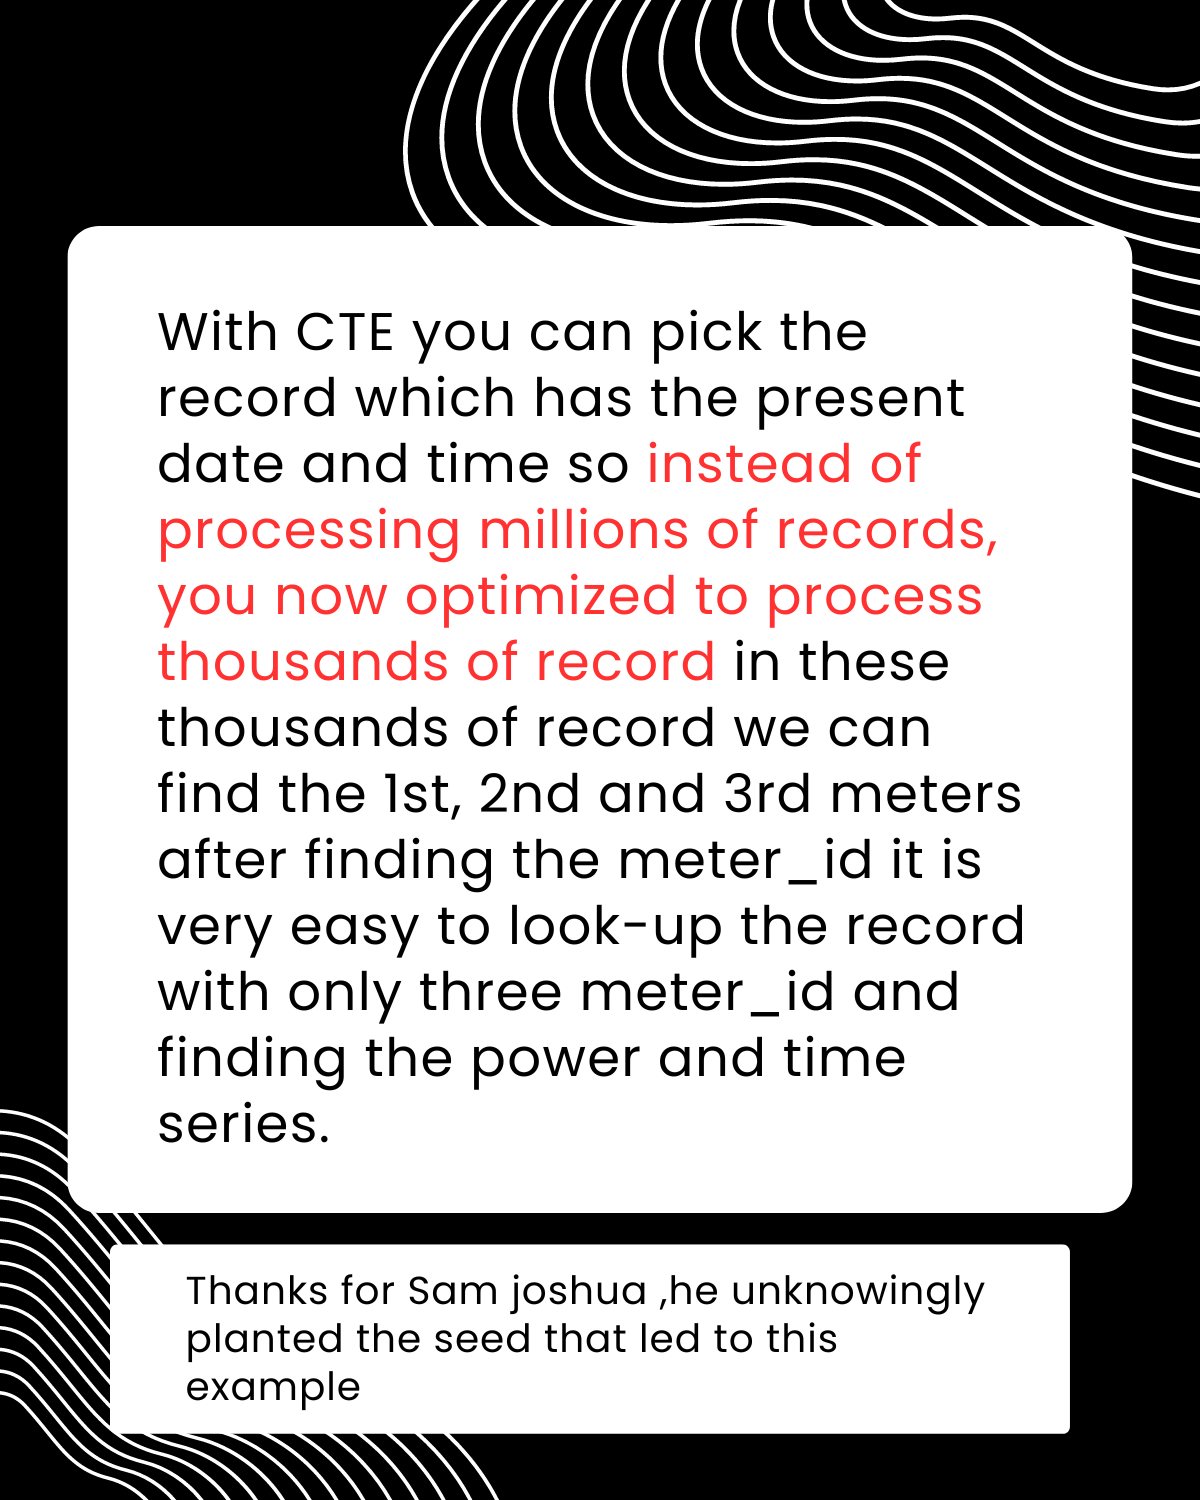 With CTE you can pick the
record which has the present
date and time so instead of
processing millions of records,
you now optimized to process
thousands of record in these
thousands of record we can
find the 1st, 2nd and 3rd meters
after finding the meter_id it is
very easy to look-up the record
with only three meter_id and
finding the power and time
series.
Thanks for Sam joshua ,he unknowingly
planted the seed that led to this
example